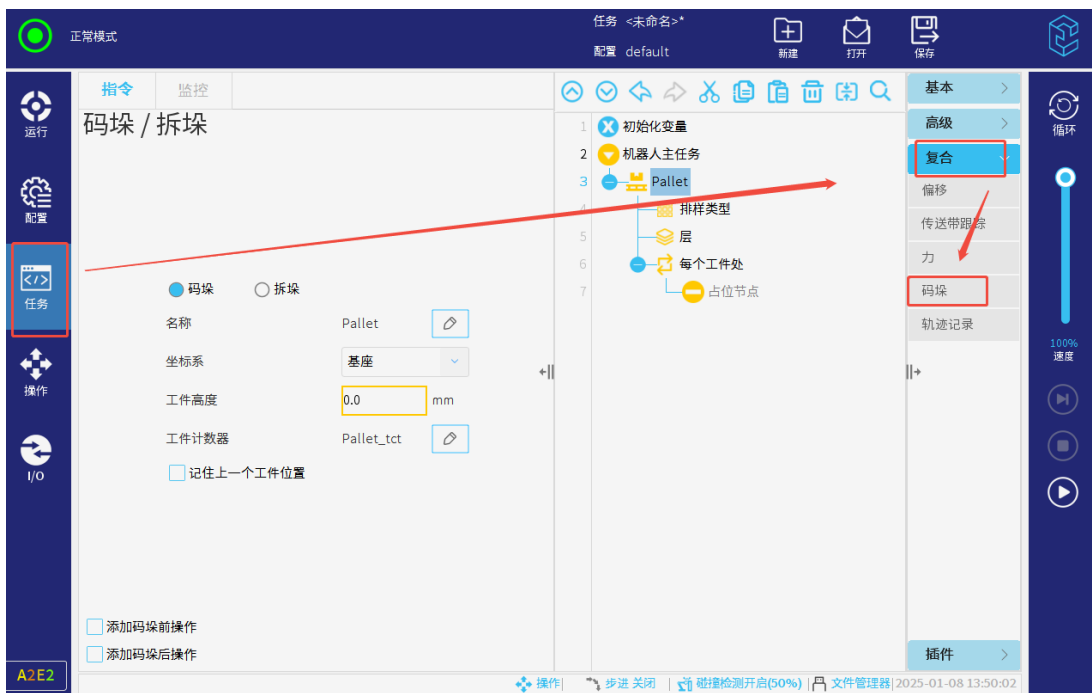 正常模式
任务 <未命名>*
配置 default
新建
打开
保存
运行
配置
任务
操作
I/O
A2E2
指令
监控
码垛 / 拆垛
码垛
拆垛
名称 Pallet
坐标系 基座
工件高度 0.0 mm
工件计数器 Pallet_tct
记住上一个工件位置
添加码垛前操作
添加码垛后操作
1 初始化变量
2 机器人主任务
3 Pallet
4 排样类型
5 层
6 每个工件处
7 占位节点
基本
高级
复合
偏移
传送带跟踪
力
码垛
轨迹记录
插件
循环
100%
速度
操作| 步进 关闭 | 碰撞检测开启(50%) | 文件管理器 | 2025-01-08 13:50:02